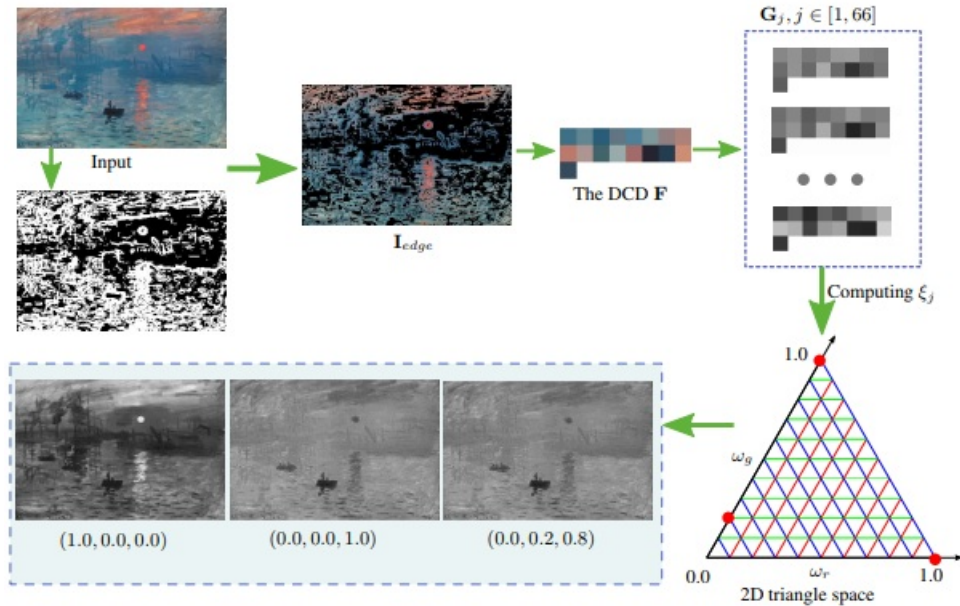 G_j, j ∈ [1, 66]
Input
I_edge
The DCD F
Computing ξ_j
1.0
ω_g
0.0
ω_r
1.0
2D triangle space
(1.0, 0.0, 0.0)
(0.0, 0.0, 1.0)
(0.0, 0.2, 0.8)